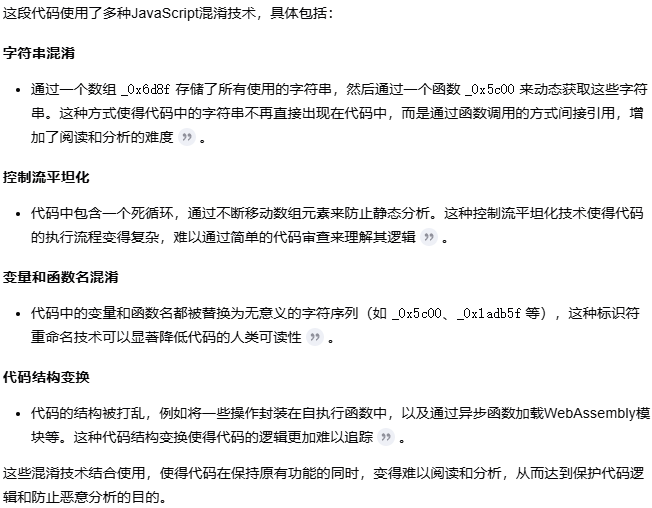 这段代码使用了多种JavaScript混淆技术，具体包括：
字符串混淆
• 通过一个数组 _0x6d8f 存储了所有使用的字符串，然后通过一个函数 _0x5c00 来动态获取这些字符
串。这种方式使得代码中的字符串不再直接出现在代码中，而是通过函数调用的方式间接引用，增
加了阅读和分析的难度 ❞ 。
控制流平坦化
• 代码中包含一个死循环，通过不断移动数组元素来防止静态分析。这种控制流平坦化技术使得代码
的执行流程变得复杂，难以通过简单的代码审查来理解其逻辑 ❞ 。
变量和函数名混淆
• 代码中的变量和函数名都被替换为无意义的字符序列（如 _0x5c00、_0x1adb5f 等），这种标识符
重命名技术可以显著降低代码的人类可读性 ❞ 。
代码结构变换
• 代码的结构被打乱，例如将一些操作封装在自执行函数中，以及通过异步函数加载WebAssembly模
块等。这种代码结构变换使得代码的逻辑更加难以追踪 ❞ 。
这些混淆技术结合使用，使得代码在保持原有功能的同时，变得难以阅读和分析，从而达到保护代码逻
辑和防止恶意分析的目的。